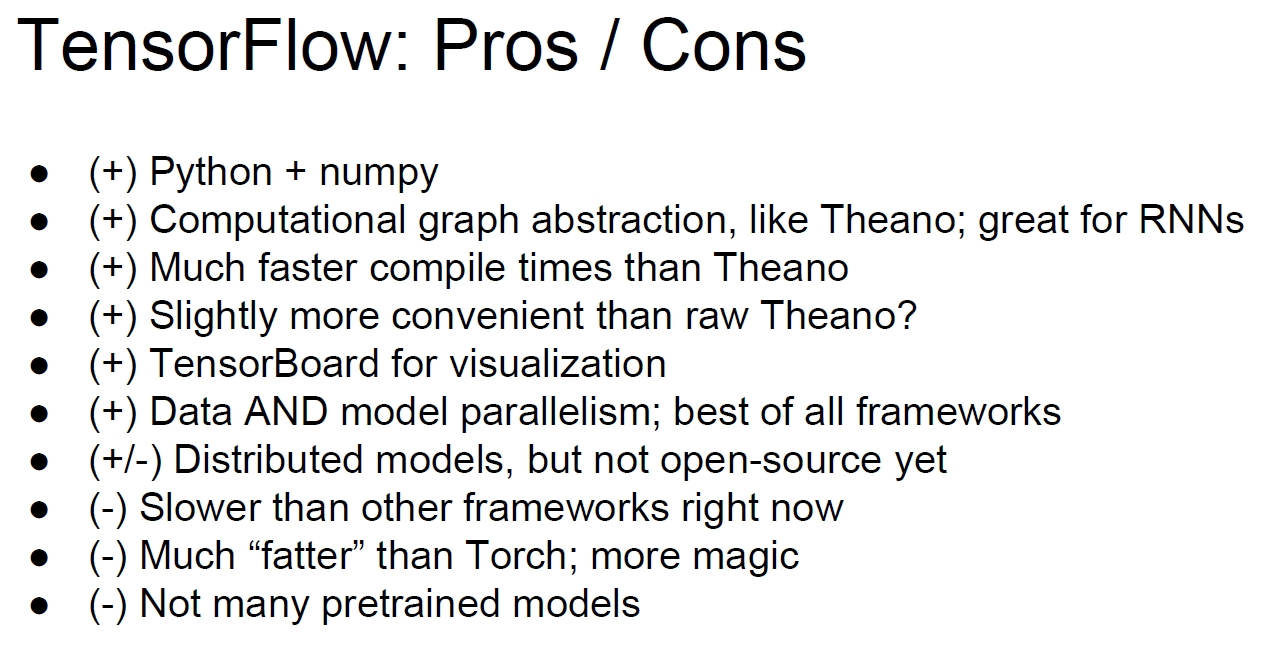 TensorFlow: Pros / Cons
● (+) Python + numpy
● (+) Computational graph abstraction, like Theano; great for RNNs
● (+) Much faster compile times than Theano
● (+) Slightly more convenient than raw Theano?
● (+) TensorBoard for visualization
● (+) Data AND model parallelism; best of all frameworks
● (+/-) Distributed models, but not open-source yet
● (-) Slower than other frameworks right now
● (-) Much “fatter” than Torch; more magic
● (-) Not many pretrained models